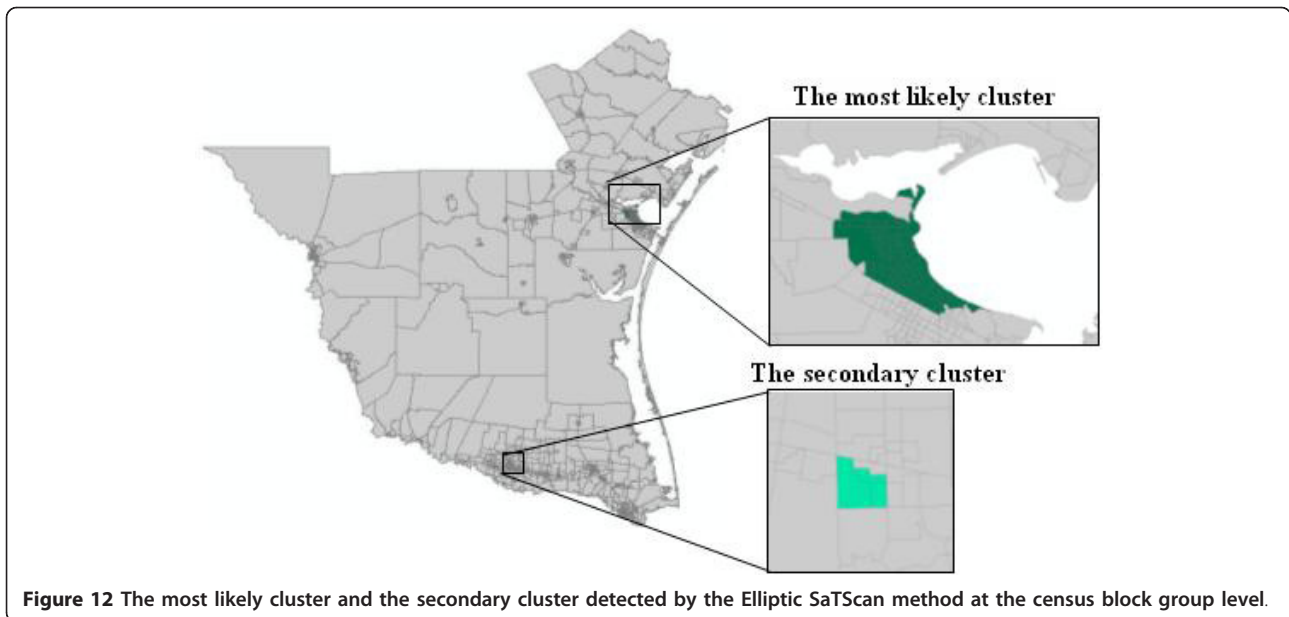 The most likely cluster
The secondary cluster
Figure 12 The most likely cluster and the secondary cluster detected by the Elliptic SaTScan method at the census block group level.